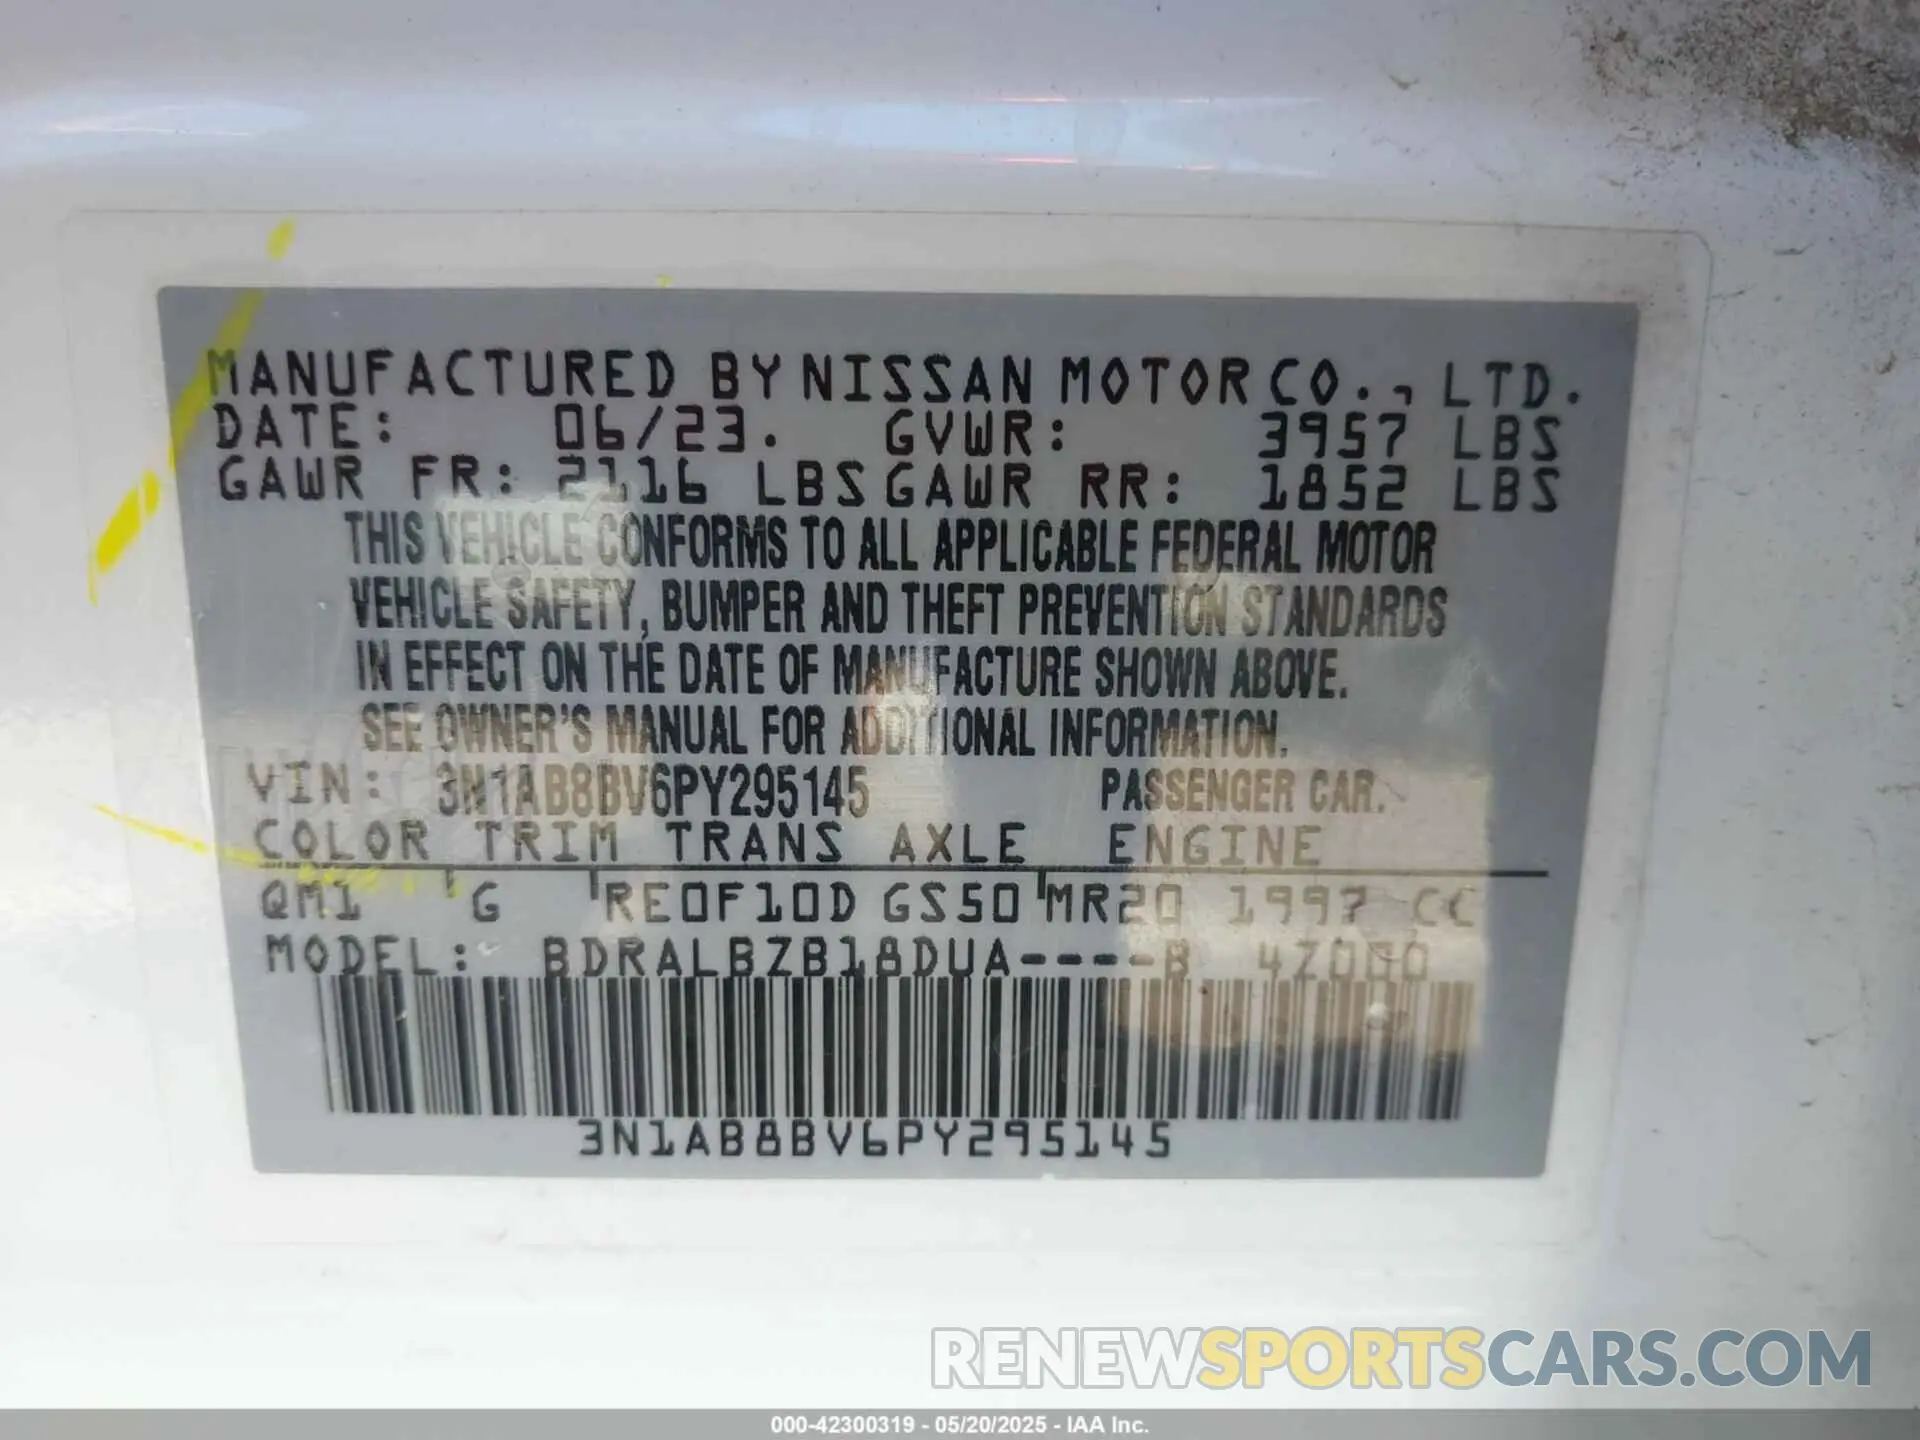 MANUFACTURED BY NISSAN MOTOR CO., LTD.
DATE: 06/23. GVWR: 3957 LBS
GAWR FR: 2116 LBS GAWR RR: 1852 LBS
THIS VEHICLE CONFORMS TO ALL APPLICABLE FEDERAL MOTOR
VEHICLE SAFETY, BUMPER AND THEFT PREVENTION STANDARDS
IN EFFECT ON THE DATE OF MANUFACTURE SHOWN ABOVE.
SEE OWNER'S MANUAL FOR ADDITIONAL INFORMATION.
VIN: 3N1AB8BV6PY295145 PASSENGER CAR.
COLOR TRIM TRANS AXLE ENGINE
QM1 G RE0F10D GS50 MR20 1997 CC
MODEL: BDRALBZB18DUA----B 4Z000
3N1AB8BV6PY295145
RENEWSPORTSCARS.COM
000-42300319 - 05/20/2025 - IAA Inc.